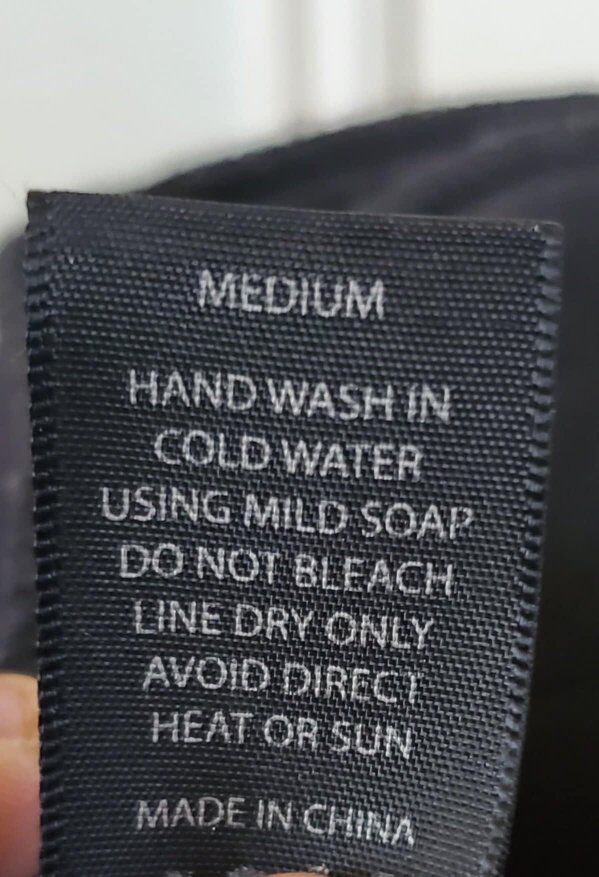 MEDIUM
HAND WASH IN
COLD WATER
USING MILD SOAP
DO NOT BLEACH
LINE DRY ONLY
AVOID DIRECT
HEAT OR SUN
MADE IN CHINA